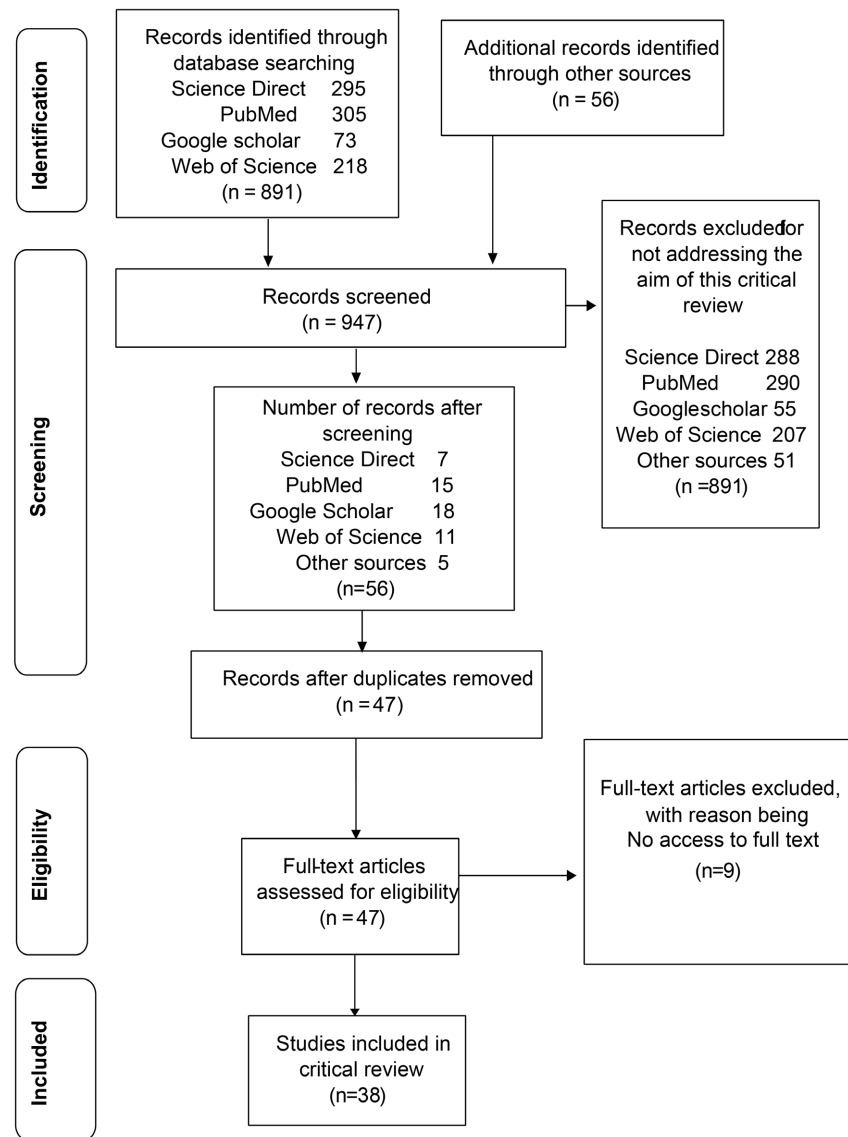 Identification
Records identified through
database searching
Science Direct 295
PubMed 305
Google scholar 73
Web of Science 218
(n = 891)
Additional records identified
through other sources
(n = 56)
Screening
Records screened
(n = 947)
Records excluded for
not addressing the
aim of this critical
review
Science Direct 288
PubMed 290
Googlescholar 55
Web of Science 207
Other sources 51
(n =891)
Number of records after
screening
Science Direct 7
PubMed 15
Google Scholar 18
Web of Science 11
Other sources 5
(n=56)
Records after duplicates removed
(n = 47)
Eligibility
Full-text articles
assessed for eligibility
(n = 47)
Full-text articles excluded,
with reason being
No access to full text
(n=9)
Included
Studies included in
critical review
(n=38)